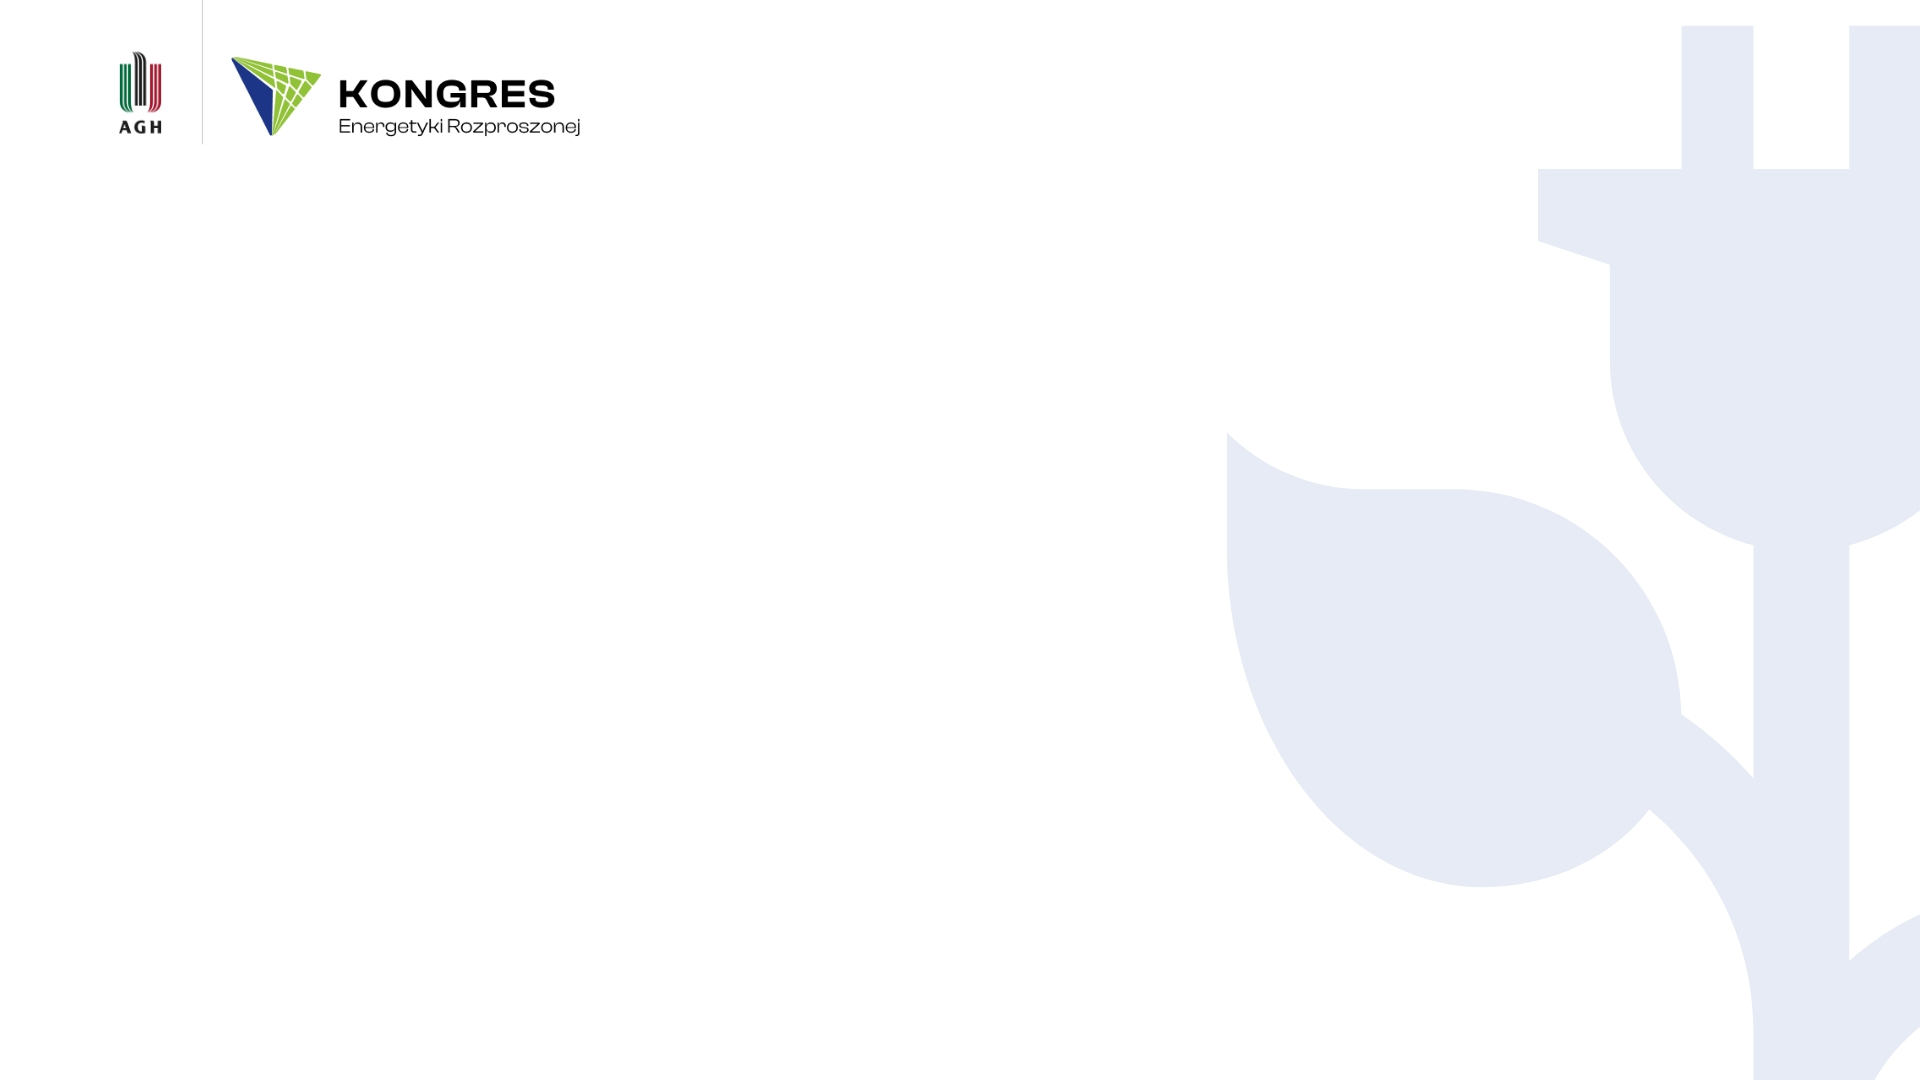 AGH
KONGRES
Energetyki Rozproszonej